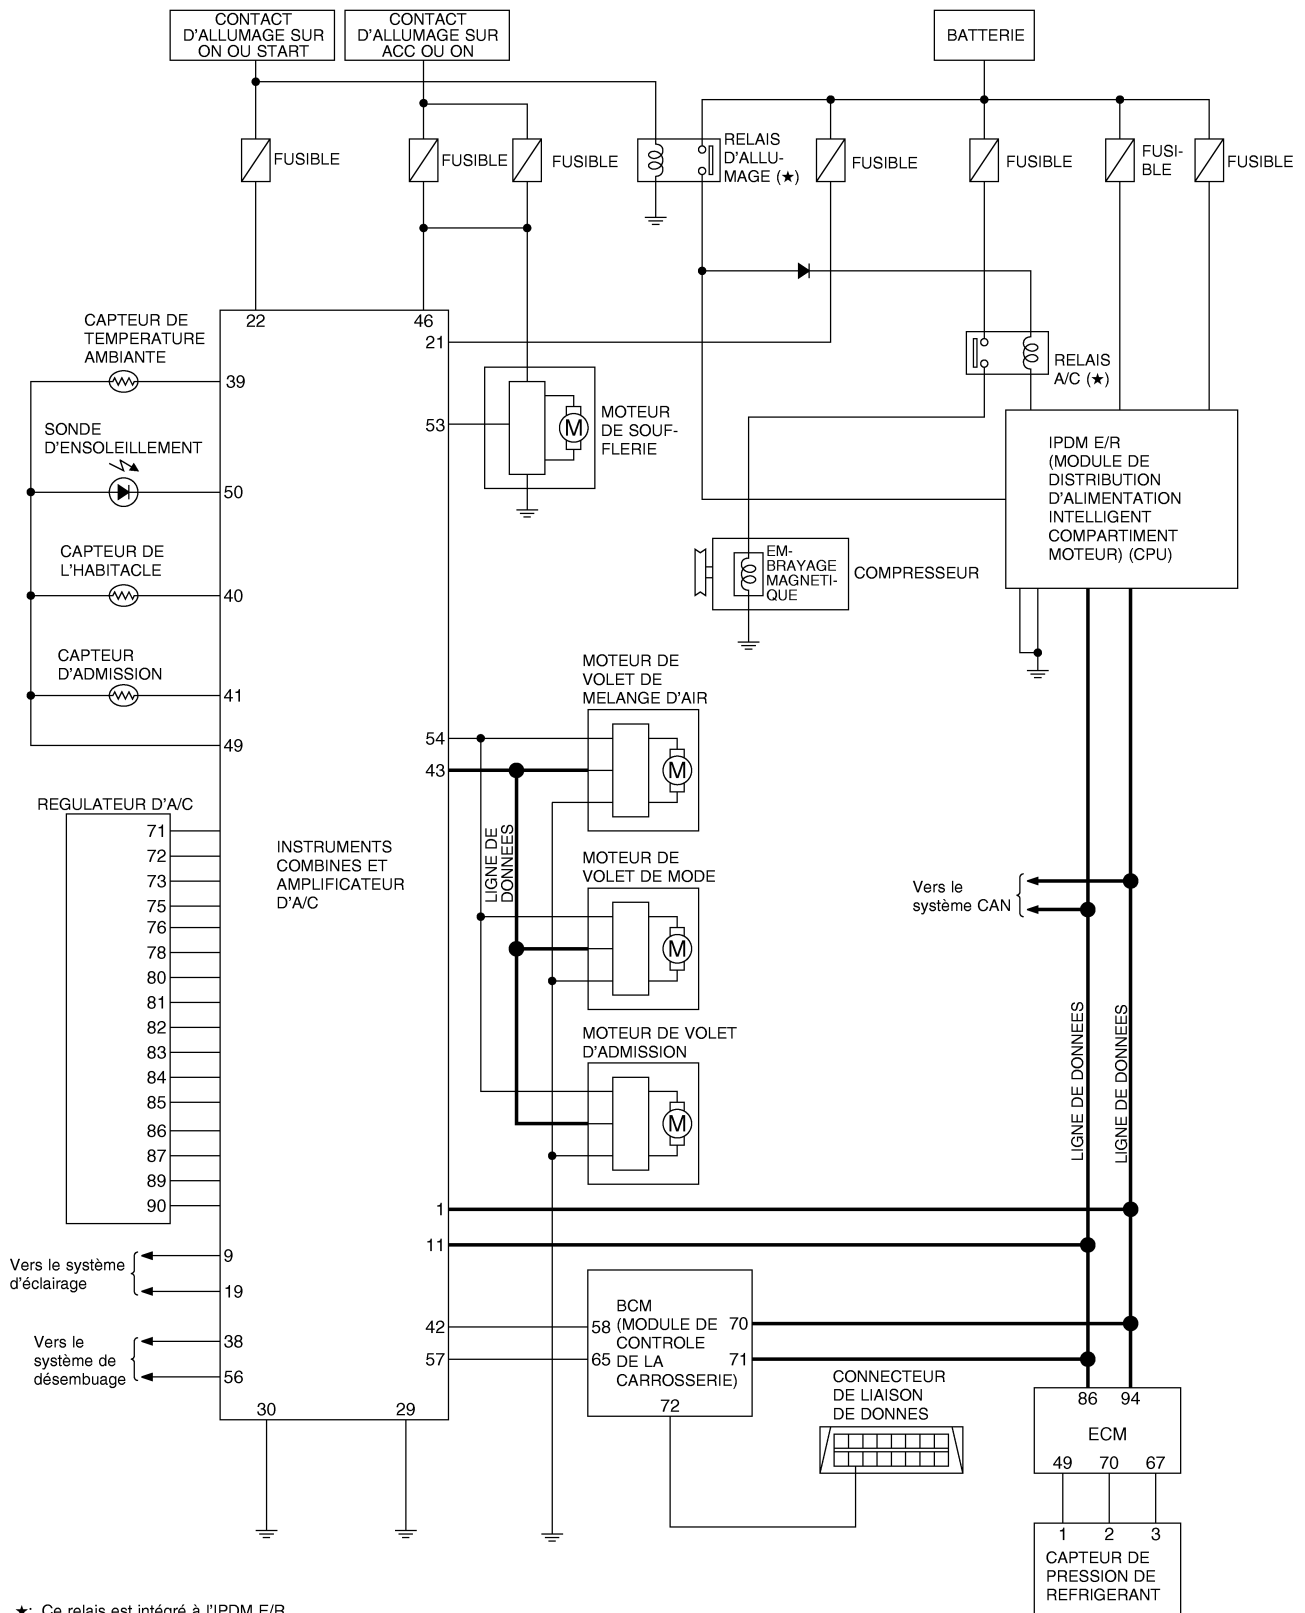 CONTACT
D'ALLUMAGE SUR
ON OU START
CONTACT
D'ALLUMAGE SUR
ACC OU ON
BATTERIE
FUSIBLE
FUSIBLE
FUSIBLE
RELAIS
D'ALLU-
MAGE (★)
FUSIBLE
FUSIBLE
FUSI-
BLE
FUSIBLE
22
46
21
CAPTEUR DE
TEMPERATURE
AMBIANTE
39
RELAIS
A/C (★)
53
MOTEUR
DE SOUF-
FLERIE
SONDE
D'ENSOLEILLEMENT
50
IPDM E/R
(MODULE DE
DISTRIBUTION
D'ALIMENTATION
INTELLIGENT
COMPARTIMENT
MOTEUR) (CPU)
CAPTEUR DE
L'HABITACLE
40
EM-
BRAYAGE
MAGNETI-
QUE
COMPRESSEUR
CAPTEUR
D'ADMISSION
41
49
MOTEUR DE
VOLET DE
MELANGE D'AIR
54
43
M
M
REGULATEUR D'A/C
71
72
73
75
76
78
80
81
82
83
84
85
86
87
89
90
INSTRUMENTS
COMBINES ET
AMPLIFICATEUR
D'A/C
LIGNE DE
DONNEES
MOTEUR DE
VOLET DE MODE
M
Vers le
système CAN
MOTEUR DE VOLET
D'ADMISSION
M
LIGNE DE DONNEES
LIGNE DE DONNEES
1
11
Vers le système
d'éclairage
9
19
Vers le
système de
désembuage
38
56
42
57
58
65
BCM
(MODULE DE
CONTROLE
DE LA
CARROSSERIE)
70
71
72
CONNECTEUR
DE LIAISON
DE DONNES
30
29
86
94
ECM
49
70
67
1
2
3
CAPTEUR DE
PRESSION DE
REFRIGERANT
★: Ce relais est intégré à l'IPDM E/R